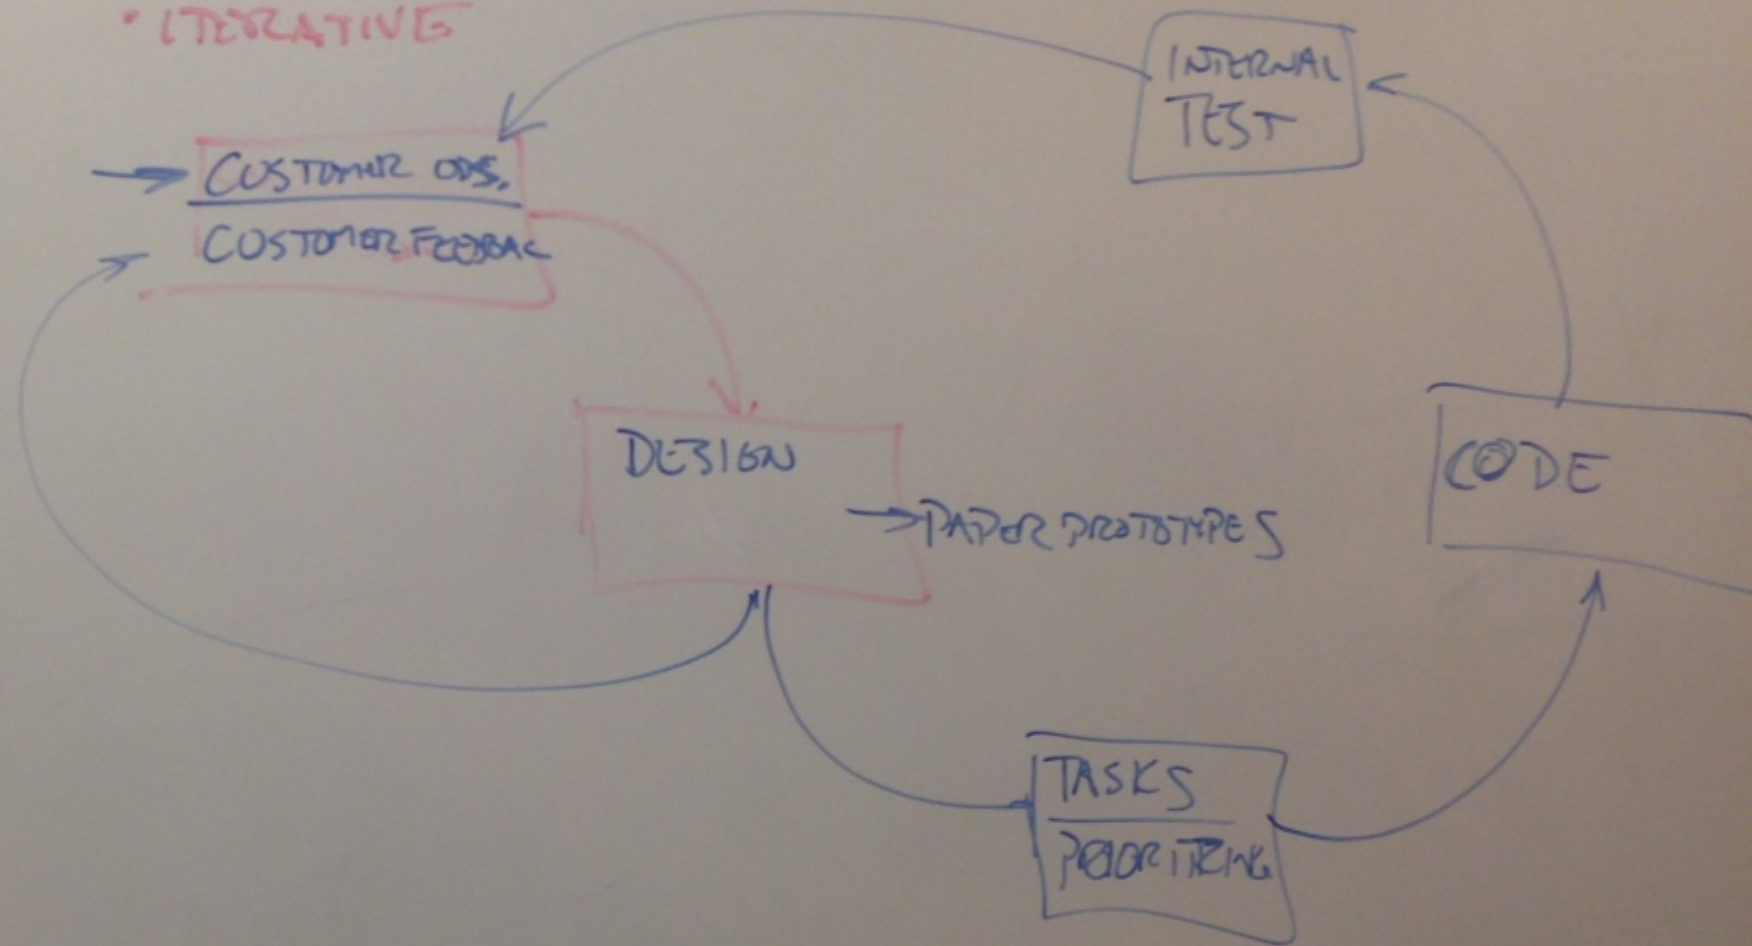 • ITERATIVE
INTERNAL
TEST
CUSTOMER OBS.
CUSTOMER FEEDBAC
DESIGN
→ PAPER PROTOTYPES
CODE
TASKS
PRIORITIZING